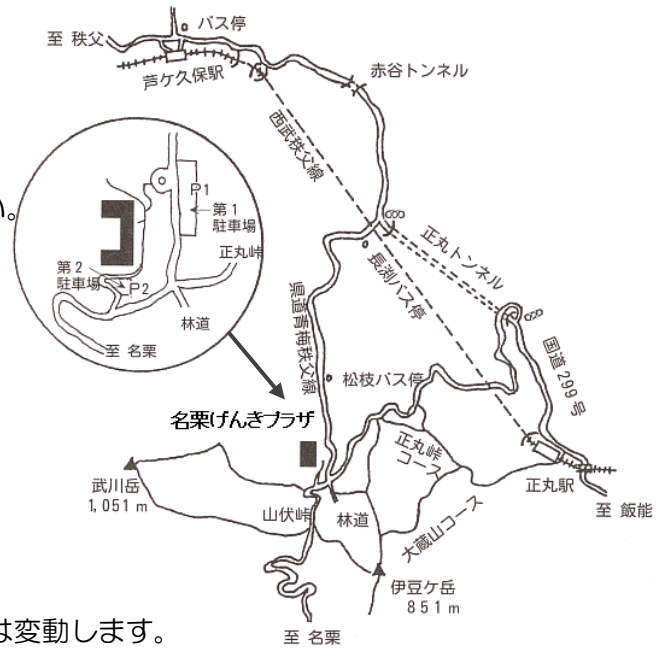 バス停
至 秩父
芦ケ久保駅
赤谷トンネル
西武秩父線
い。
P1
第1
駐車場
正丸峠
第2
駐車場
P2
林道
至 名栗
正丸トンネル
長渕バス停
県道青梅秩父線
国道299号
松枝バス停
名栗げんきプラザ
正丸峠
コース
正丸駅
武川岳
1,051m
山伏峠
林道
大蔵山コース
至 飯能
伊豆ケ岳
851m
は変動します。
至 名栗